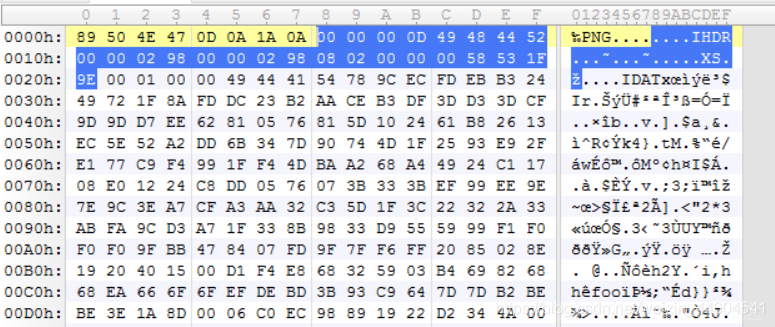 0 1 2 3 4 5 6 7 8 9 A B C D E F 0123456789ABCDEF
0000h: 89 50 4E 47 0D 0A 1A 0A 00 00 00 0D 49 48 44 52 ‰PNG........IHDR
0010h: 00 00 02 98 00 00 02 98 08 02 00 00 00 58 53 1F ...˜...˜.....XS.
0020h: 9E 00 01 00 00 49 44 41 54 78 9C EC FD EB B3 24 ž....IDATxœìýë³$
0030h: 49 72 1F 8A FD DC 23 B2 AA CE B3 DF 3D D3 3D CF Ir.ŠýÜ#²ªÎ³ß=Ó=Ï
0040h: 9D 9D D7 EE 62 81 05 76 81 5D 10 24 61 B8 26 13 ..×îb..v.].$a¸&.
0050h: EC 5E 52 A2 DD 6B 34 7D 90 74 4D 1F 25 93 E9 2F ì^R¢Ýk4}.tM.%“é/
0060h: E1 77 C9 F4 99 1F F4 4D BA A2 68 A4 49 24 C1 17 áwÉô™.ôMº¢h¤I$Á.
0070h: 08 E0 12 24 C8 DD 05 76 07 3B 33 3B EF 99 EE 9E .à.$ÈÝ.v.;3;ï™îž
0080h: 7E 9C 3E A7 CF A3 AA 32 C3 5D 1F 3C 22 32 2A 33 ~œ>§Ï£ª2Ã].<"2*3
0090h: AB FA 9C D3 A7 1F 33 8B 98 33 D9 55 59 99 F1 F0 «úœÓ§.3‹˜3ÙUY™ñð
00A0h: F0 F0 9F BB 47 84 07 FD 9F 7F F6 FF 20 85 02 8E ððŸ»G„.ýŸ.öÿ ….Ž
00B0h: 19 20 40 15 00 D1 F4 E8 68 32 59 03 B4 69 82 68 . @..Ñôèh2Y.´i‚h
00C0h: 68 EA 66 6F 6F EF DE BD 3B 93 C9 64 7D 7D B2 BE hêfooïÞ½;“Éd}}²¾
00D0h: BE 3E 1A 8D 00 06 C0 EC 98 89 19 22 D2 34 4A 00 ¾>....Àì˜‰."Ò4J.